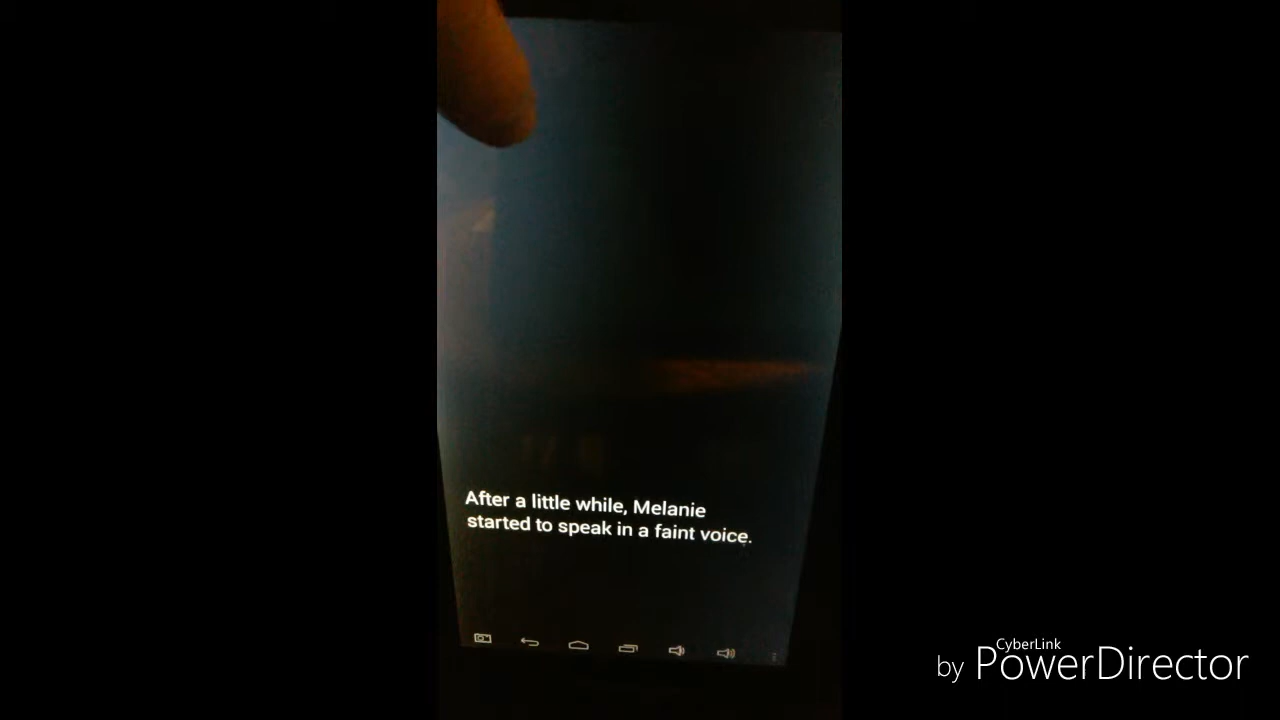 After a little while, Melanie
started to speak in a faint voice.
CyberLink
by PowerDirector